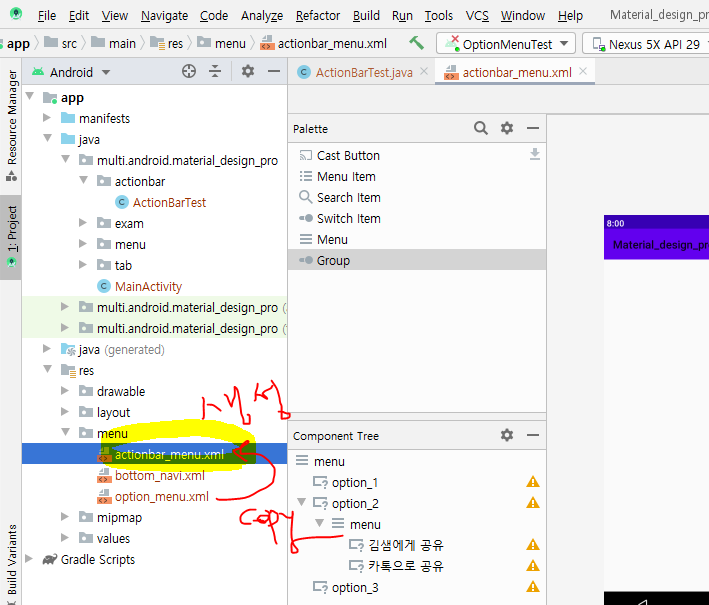 File Edit View Navigate Code Analyze Refactor Build Run Tools VCS Window Help Material_design_pr
app src main res menu actionbar_menu.xml OptionMenuTest Nexus 5X API 29
Android
ActionBarTest.java
actionbar_menu.xml
Resource Manager
1: Project
Build Variants
app
manifests
java
multi.android.material_design_pro
actionbar
ActionBarTest
exam
menu
tab
MainActivity
multi.android.material_design_pro
multi.android.material_design_pro
java (generated)
res
drawable
layout
menu
actionbar_menu.xml
bottom_navi.xml
option_menu.xml
mipmap
values
Gradle Scripts
copy
Palette
Cast Button
Menu Item
Search Item
Switch Item
Menu
Group
Component Tree
menu
option_1
option_2
menu
김샘에게 공유
카톡으로 공유
option_3
8:00
Material_design_pr